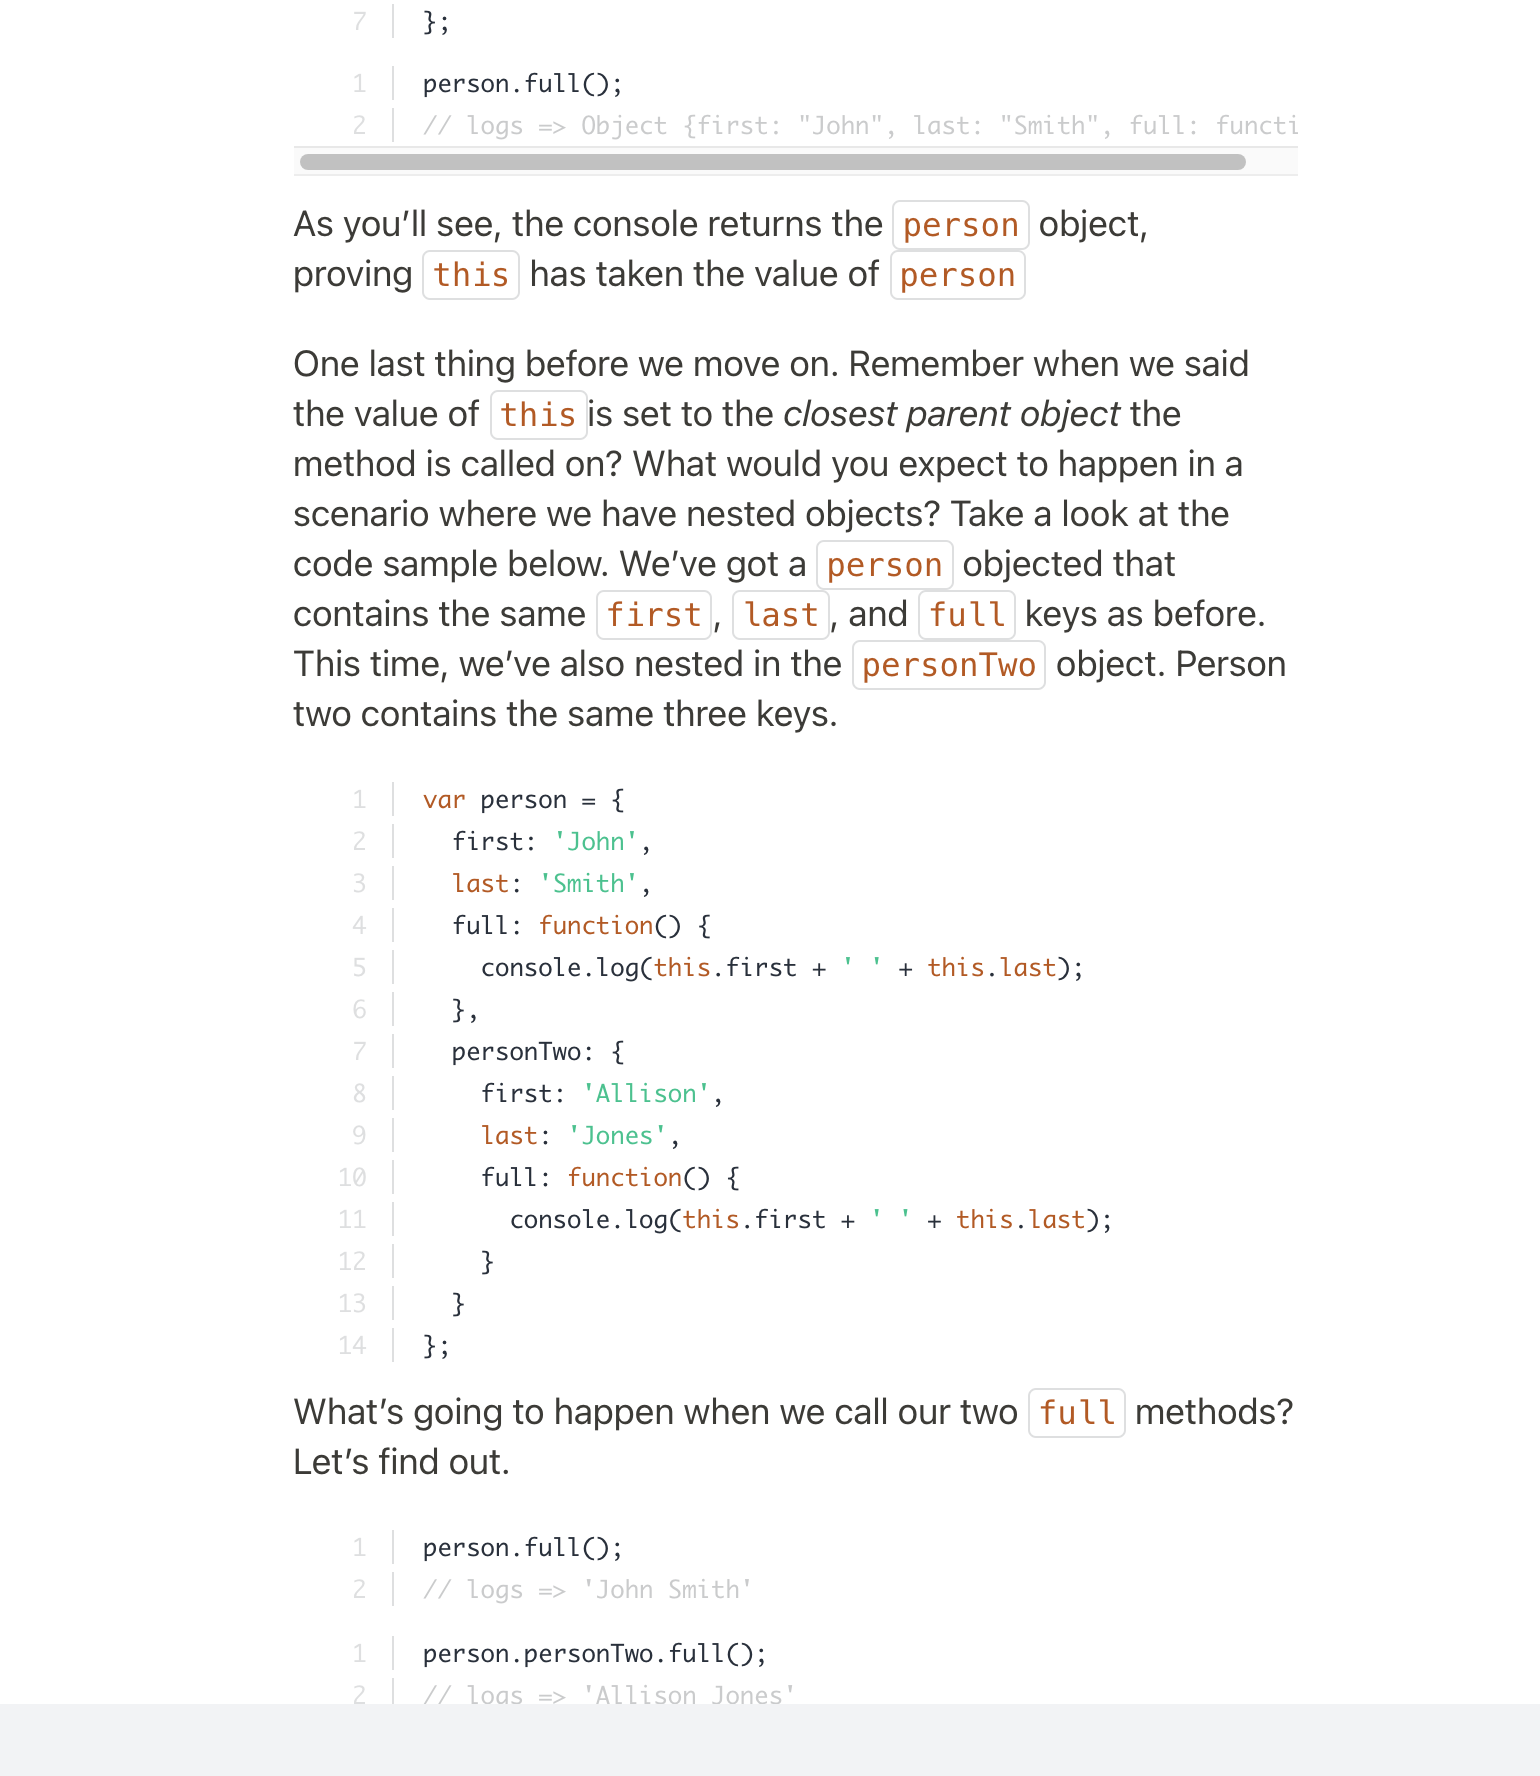 7 };
1 person.full();
2 // logs => Object {first: "John", last: "Smith", full: functi
As you’ll see, the console returns the person object,
proving this has taken the value of person
One last thing before we move on. Remember when we said
the value of this is set to the closest parent object the
method is called on? What would you expect to happen in a
scenario where we have nested objects? Take a look at the
code sample below. We’ve got a person objected that
contains the same first, last, and full keys as before.
This time, we’ve also nested in the personTwo object. Person
two contains the same three keys.
1 var person = {
2   first: 'John',
3   last: 'Smith',
4   full: function() {
5     console.log(this.first + ' ' + this.last);
6   },
7   personTwo: {
8     first: 'Allison',
9     last: 'Jones',
10     full: function() {
11       console.log(this.first + ' ' + this.last);
12     }
13   }
14 };
What’s going to happen when we call our two full methods?
Let’s find out.
1 person.full();
2 // logs => 'John Smith'
1 person.personTwo.full();
2 // logs => 'Allison Jones'